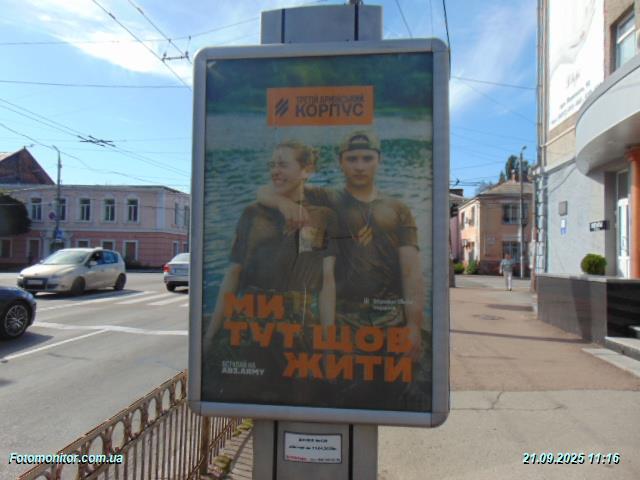 ТРЕТІЙ АРМІЙСЬКИЙ
КОРПУС
МИ
ТУТ ЩОБ
ЖИТИ
ВСТУПАЙ НА
AB3.ARMY
Fotomonitor.com.ua
21.09.2025 11:16